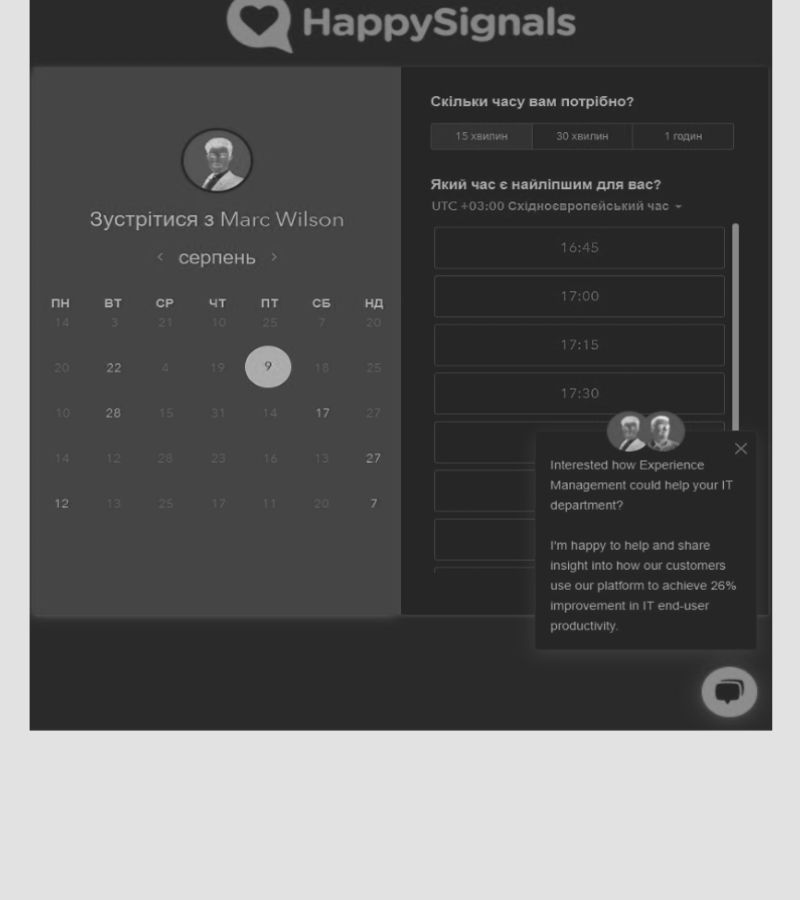 HappySignals
Зустрітися з Marc Wilson
серпень
ПН ВТ СР ЧТ ПТ СБ НД
14 3 21 10 25 7 20
20 22 4 19 9 18 25
10 28 15 31 14 17 27
14 12 28 23 16 13 27
12 13 25 17 11 20 7
Скільки часу вам потрібно?
15 хвилин 30 хвилин 1 годин
Який час є найліпшим для вас?
UTC +03:00 Східноєвропейський час
16:45
17:00
17:15
17:30
Interested how Experience
Management could help your IT
department?
I'm happy to help and share
insight into how our customers
use our platform to achieve 26%
improvement in IT end-user
productivity.